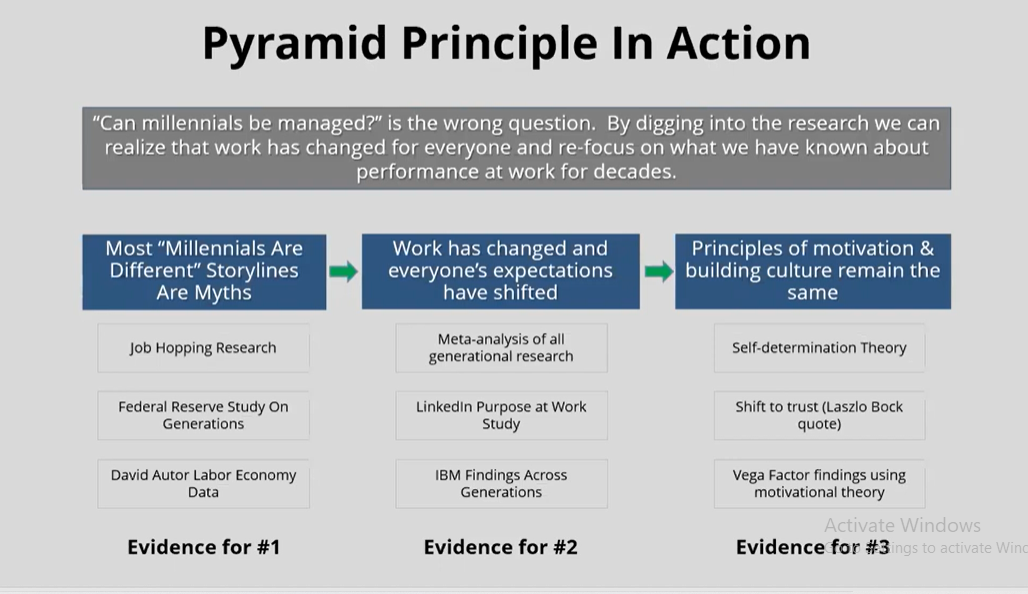 Pyramid Principle In Action
“Can millennials be managed?” is the wrong question. By digging into the research we can
realize that work has changed for everyone and re-focus on what we have known about
performance at work for decades.
Most “Millennials Are
Different” Storylines
Are Myths
Work has changed and
everyone’s expectations
have shifted
Principles of motivation &
building culture remain the
same
Job Hopping Research
Federal Reserve Study On
Generations
David Autor Labor Economy
Data
Meta-analysis of all
generational research
LinkedIn Purpose at Work
Study
IBM Findings Across
Generations
Self-determination Theory
Shift to trust (Laszlo Bock
quote)
Vega Factor findings using
motivational theory
Evidence for #1
Evidence for #2
Evidence for #3
Activate Windows
to activate